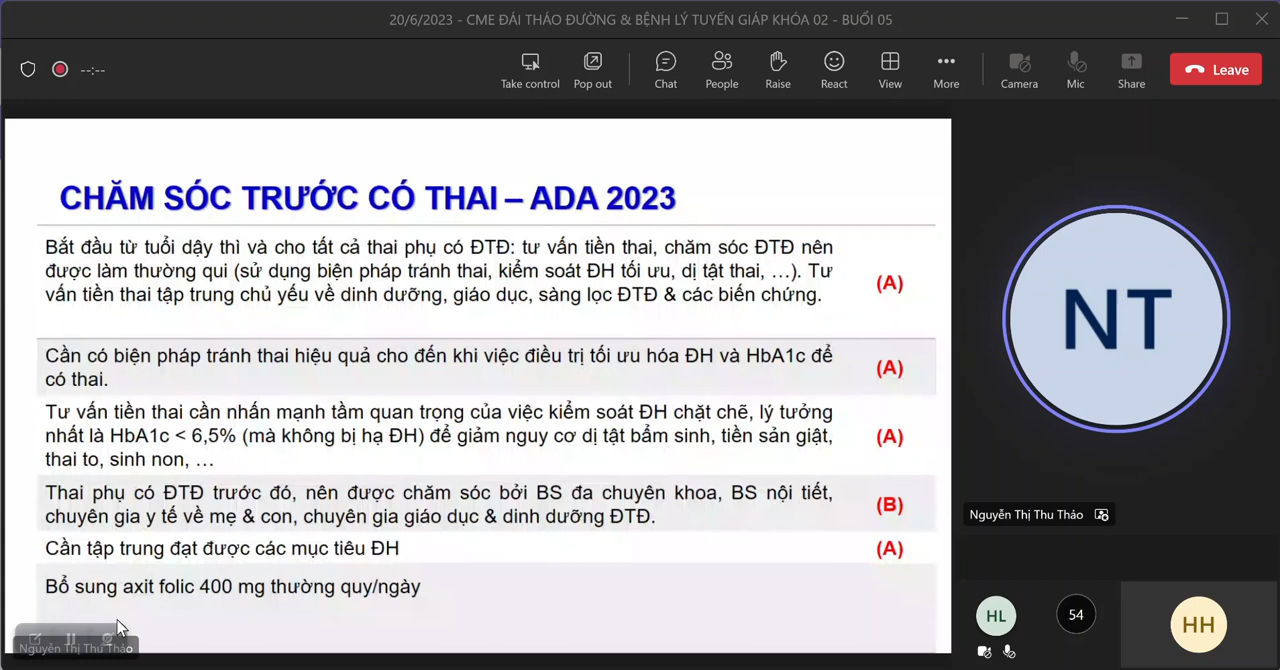 20/6/2023 - CME ĐÁI THÁO ĐƯỜNG & BỆNH LÝ TUYẾN GIÁP KHÓA 02 - BUỔI 05
--:--
Take control
Pop out
Chat
People
Raise
React
View
More
Camera
Mic
Share
Leave
CHĂM SÓC TRƯỚC CÓ THAI – ADA 2023
Bắt đầu từ tuổi dậy thì và cho tất cả thai phụ có ĐTĐ: tư vấn tiền thai, chăm sóc ĐTĐ nên
được làm thường qui (sử dụng biện pháp tránh thai, kiểm soát ĐH tối ưu, dị tật thai, …). Tư
vấn tiền thai tập trung chủ yếu về dinh dưỡng, giáo dục, sàng lọc ĐTĐ & các biến chứng.
(A)
Cần có biện pháp tránh thai hiệu quả cho đến khi việc điều trị tối ưu hóa ĐH và HbA1c để
có thai.
(A)
Tư vấn tiền thai cần nhấn mạnh tầm quan trọng của việc kiểm soát ĐH chặt chẽ, lý tưởng
nhất là HbA1c < 6,5% (mà không bị hạ ĐH) để giảm nguy cơ dị tật bẩm sinh, tiền sản giật,
thai to, sinh non, …
(A)
Thai phụ có ĐTĐ trước đó, nên được chăm sóc bởi BS đa chuyên khoa, BS nội tiết,
chuyên gia y tế về mẹ & con, chuyên gia giáo dục & dinh dưỡng ĐTĐ.
(B)
Cần tập trung đạt được các mục tiêu ĐH
(A)
Bổ sung axit folic 400 mg thường quy/ngày
Nguyễn Thị Thu Thảo
NT
Nguyễn Thị Thu Thảo
HL
54
HH